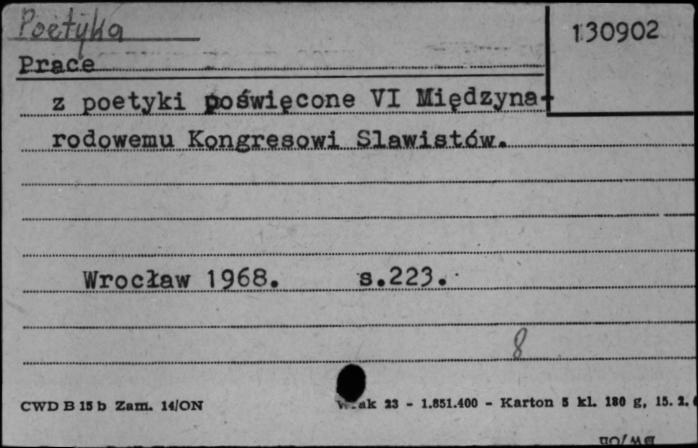 Poetyka
130902
Prace
z poetyki poświęcone VI Międzyna-
rodowemu Kongresowi Slawistów.
Wrocław 1968. s.223.
8
CWD B 15 b Zam. 14/ON
23 - 1.851.400 - Karton 5 kl. 180 g, 15. 2.